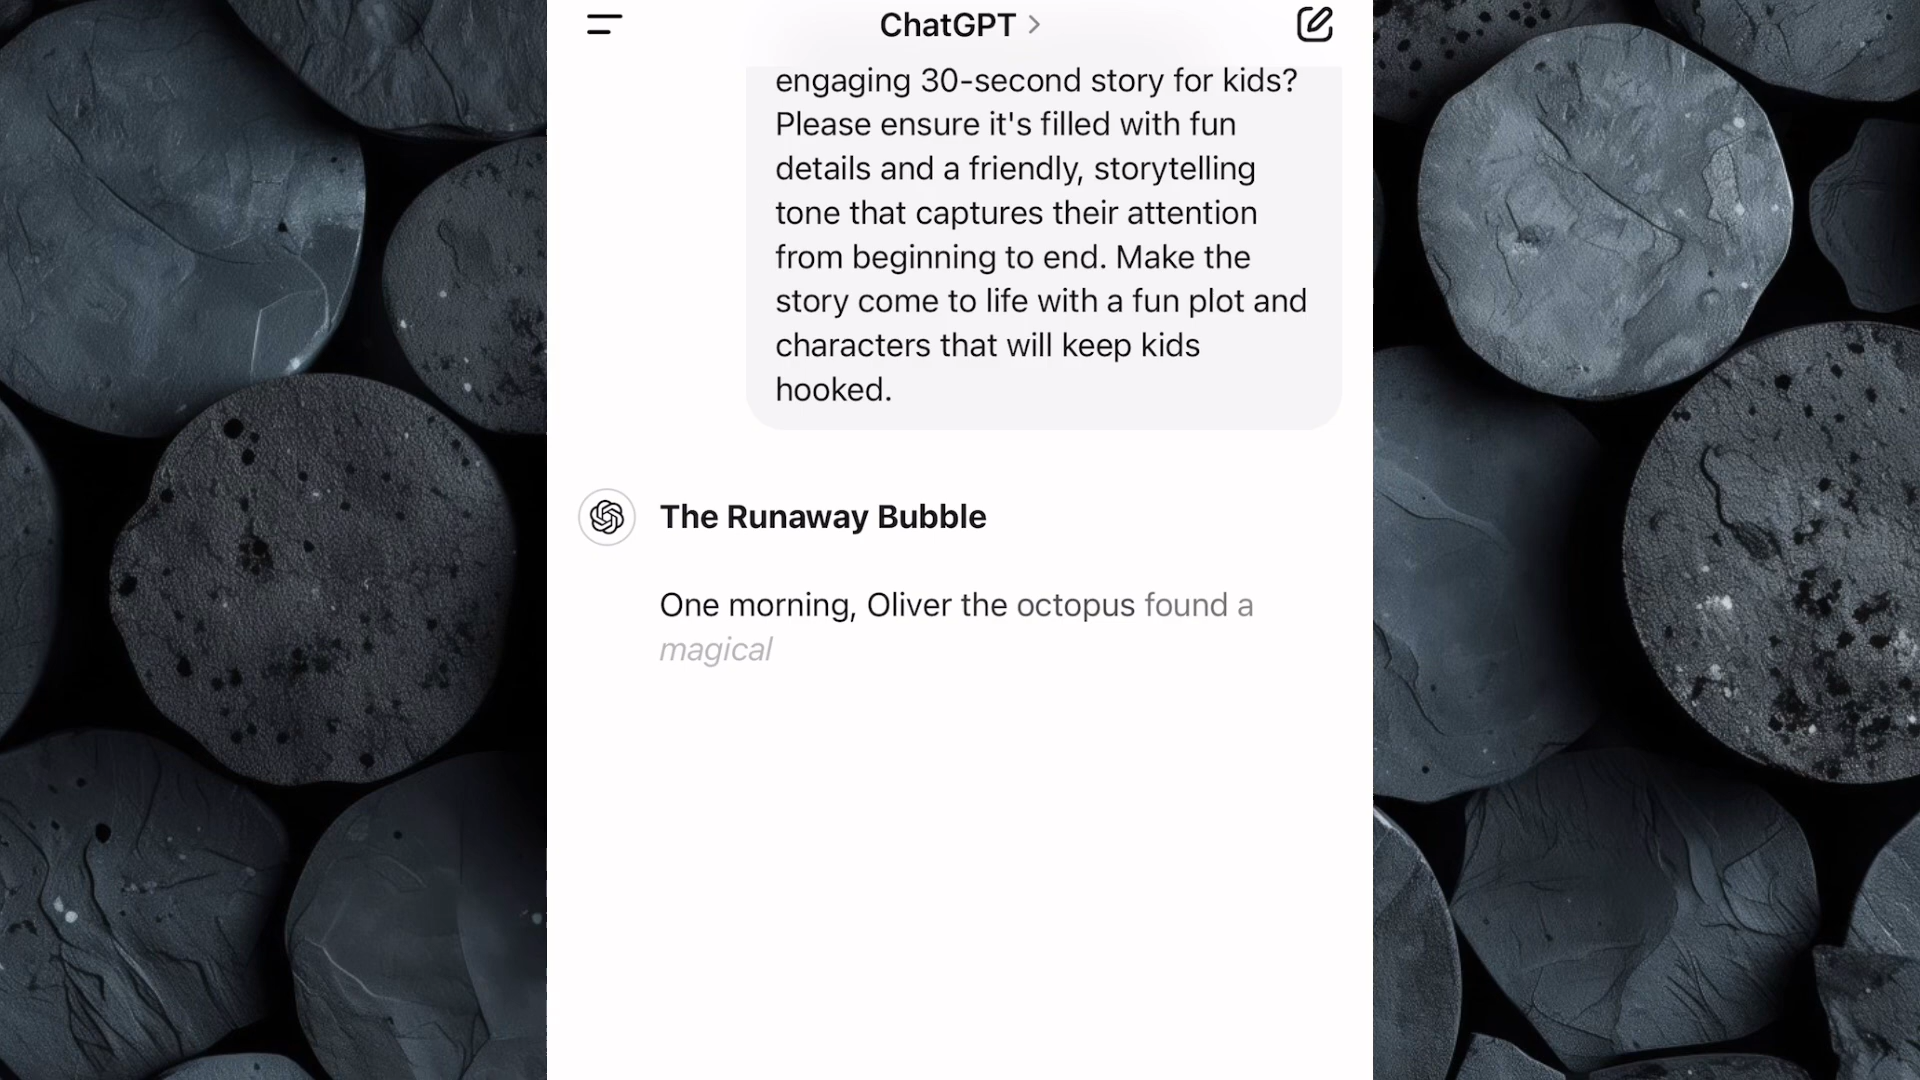 ChatGPT
engaging 30-second story for kids?
Please ensure it's filled with fun
details and a friendly, storytelling
tone that captures their attention
from beginning to end. Make the
story come to life with a fun plot and
characters that will keep kids
hooked.
The Runaway Bubble
One morning, Oliver the octopus found a
magical